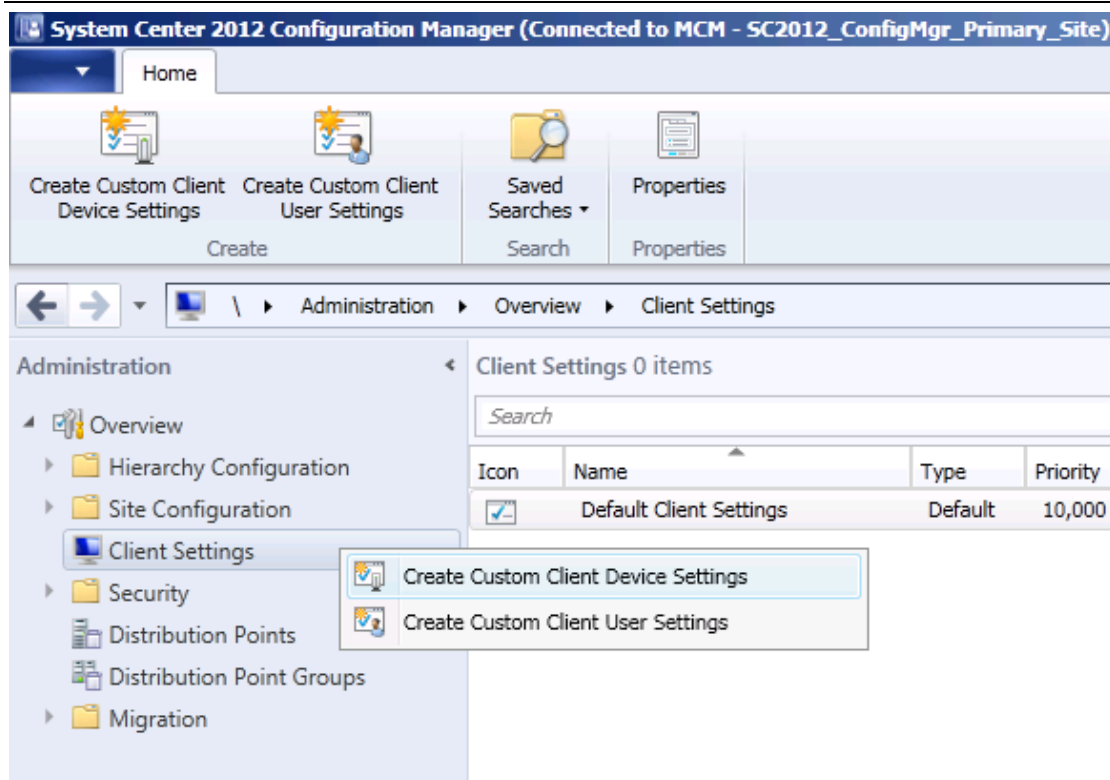 System Center 2012 Configuration Manager (Connected to MCM - SC2012_ConfigMgr_Primary_Site)
Home
Create Custom Client Device Settings
Create Custom Client User Settings
Saved Searches
Properties
Create
Search
Properties
\ Administration Overview Client Settings
Administration
Overview
Hierarchy Configuration
Site Configuration
Client Settings
Security
Distribution Points
Distribution Point Groups
Migration
Client Settings 0 items
Search
Icon Name Type Priority
Default Client Settings Default 10,000
Create Custom Client Device Settings
Create Custom Client User Settings